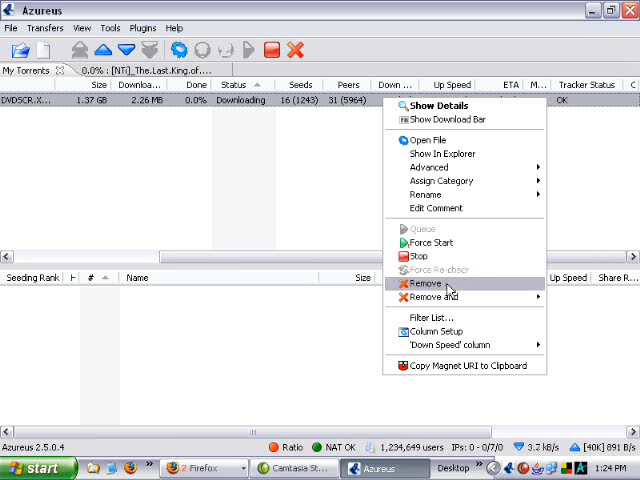 Azureus
File Transfers View Tools Plugins Help
My Torrents 0.0% : [NTi]_The.Last.King.of....
Size Downloa... Done Status Seeds Peers Down ... Up Speed ETA M... Tracker Status C
DVDSCR.X... 1.37 GB 2.26 MB 0.0% Downloading 16 (1243) 31 (5964) OK
Show Details
Show Download Bar
Open File
Show In Explorer
Advanced
Assign Category
Rename
Edit Comment
Queue
Force Start
Stop
Force Re-check
Remove
Remove and
Filter List...
Column Setup
'Down Speed' column
Copy Magnet URI to Clipboard
Seeding Rank H # Name Size Up Speed Share R...
Azureus 2.5.0.4 Ratio NAT OK 1,234,649 users IPs: 0 - 0/7/0 3.7 kB/s [40K] 891 B/s
start 2 Firefox Camtasia St... Azureus Desktop 1:24 PM